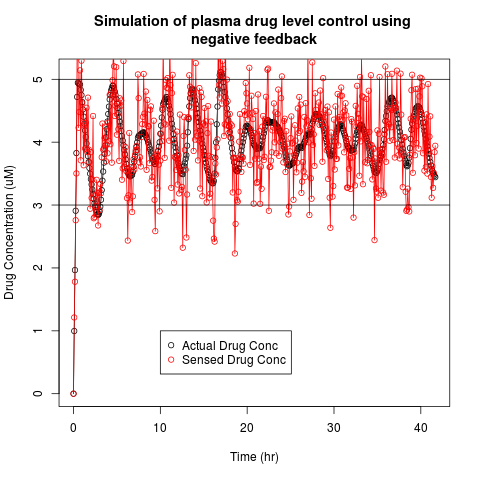 Simulation of plasma drug level control using
negative feedback
Drug Concentration (uM)
5
4
3
2
1
0
Actual Drug Conc
Sensed Drug Conc
0 10 20 30 40
Time (hr)